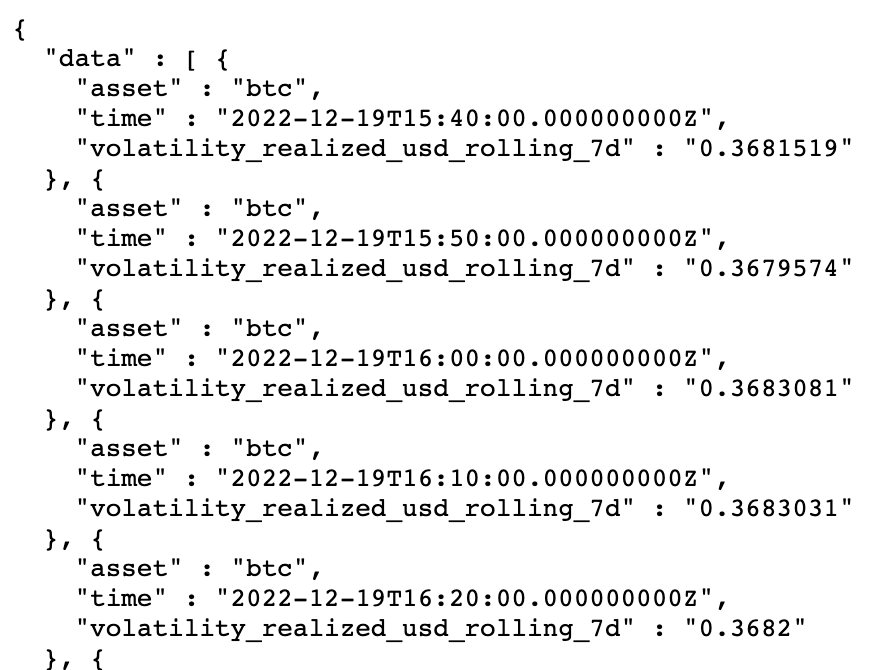 {
  "data" : [ {
    "asset" : "btc",
    "time" : "2022-12-19T15:40:00.000000000Z",
    "volatility_realized_usd_rolling_7d" : "0.3681519"
  }, {
    "asset" : "btc",
    "time" : "2022-12-19T15:50:00.000000000Z",
    "volatility_realized_usd_rolling_7d" : "0.3679574"
  }, {
    "asset" : "btc",
    "time" : "2022-12-19T16:00:00.000000000Z",
    "volatility_realized_usd_rolling_7d" : "0.3683081"
  }, {
    "asset" : "btc",
    "time" : "2022-12-19T16:10:00.000000000Z",
    "volatility_realized_usd_rolling_7d" : "0.3683031"
  }, {
    "asset" : "btc",
    "time" : "2022-12-19T16:20:00.000000000Z",
    "volatility_realized_usd_rolling_7d" : "0.3682"
  }, {